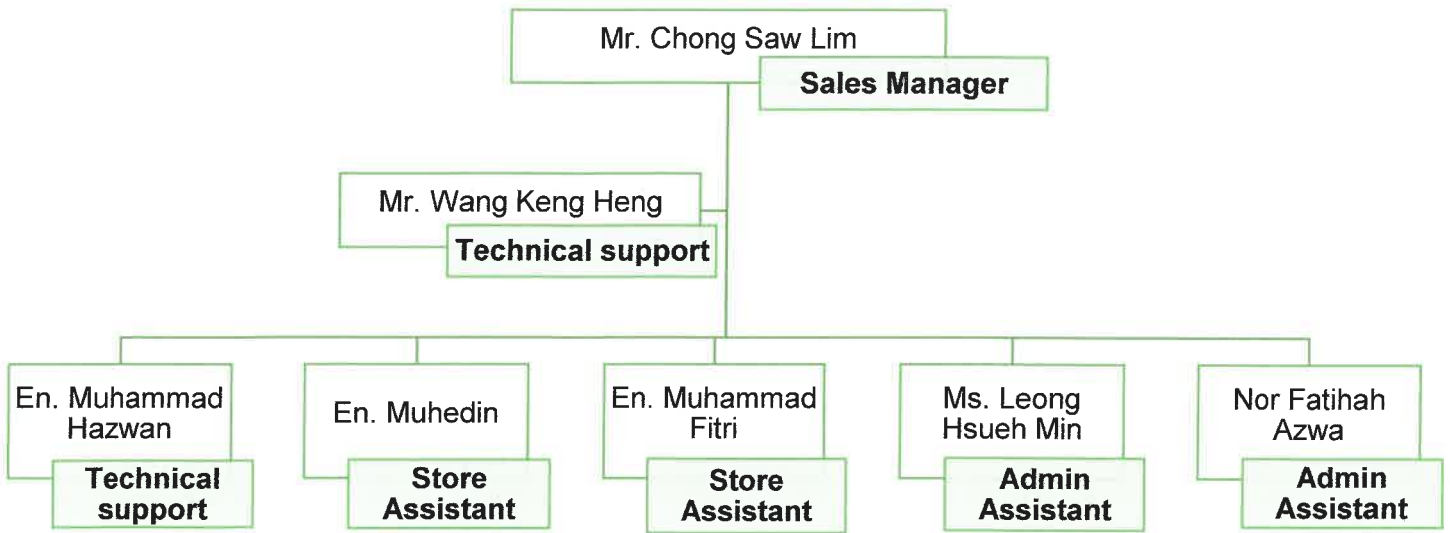 Mr. Chong Saw Lim
Sales Manager
Mr. Wang Keng Heng
Technical support
En. Muhammad
Hazwan
Technical
support
En. Muhedin
Store
Assistant
En. Muhammad
Fitri
Store
Assistant
Ms. Leong
Hsueh Min
Admin
Assistant
Nor Fatihah
Azwa
Admin
Assistant